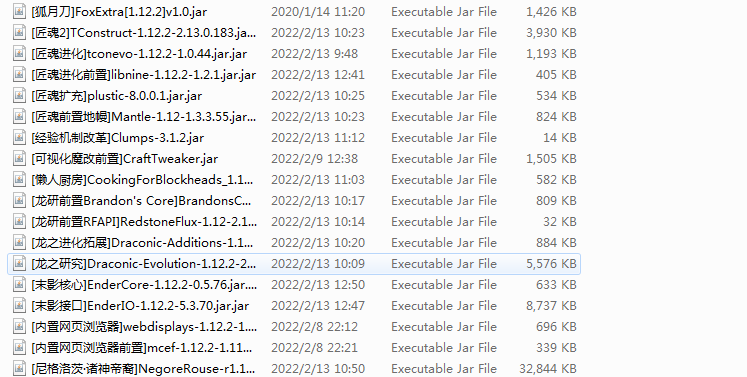 [狐月刀]FoxExtra[1.12.2]v1.0.jar 2020/1/14 11:20 Executable Jar File 1,426 KB
[匠魂2]TConstruct-1.12.2-2.13.0.183.ja... 2022/2/13 10:23 Executable Jar File 3,930 KB
[匠魂进化]tconevo-1.12.2-1.0.44.jar.jar 2022/2/13 9:48 Executable Jar File 1,193 KB
[匠魂进化前置]libnine-1.12.2-1.2.1.jar.jar 2022/2/13 12:41 Executable Jar File 405 KB
[匠魂扩充]plustic-8.0.0.1.jar.jar 2022/2/13 10:25 Executable Jar File 534 KB
[匠魂前置地幔]Mantle-1.12-1.3.3.55.jar... 2022/2/13 10:23 Executable Jar File 824 KB
[经验机制改革]Clumps-3.1.2.jar 2022/2/13 11:12 Executable Jar File 14 KB
[可视化魔改前置]CraftTweaker.jar 2022/2/9 12:38 Executable Jar File 1,505 KB
[懒人厨房]CookingForBlockheads_1.1... 2022/2/13 11:03 Executable Jar File 582 KB
[龙研前置Brandon's Core]BrandonsC... 2022/2/13 10:17 Executable Jar File 809 KB
[龙研前置RFAPI]RedstoneFlux-1.12-2.1... 2022/2/13 10:14 Executable Jar File 32 KB
[龙之进化拓展]Draconic-Additions-1.1... 2022/2/13 10:20 Executable Jar File 884 KB
[龙之研究]Draconic-Evolution-1.12.2-2... 2022/2/13 10:09 Executable Jar File 5,576 KB
[末影核心]EnderCore-1.12.2-0.5.76.jar.... 2022/2/13 12:50 Executable Jar File 633 KB
[末影接口]EnderIO-1.12.2-5.3.70.jar 2022/2/13 12:47 Executable Jar File 8,737 KB
[内置网页浏览器]webdisplays-1.12.2-1.... 2022/2/8 22:12 Executable Jar File 696 KB
[内置网页浏览器前置]mcef-1.12.2-1.11... 2022/2/8 22:21 Executable Jar File 339 KB
[尼格洛茨·诸神帝裔]NegoreRouse-r1.1... 2022/2/13 10:50 Executable Jar File 32,844 KB